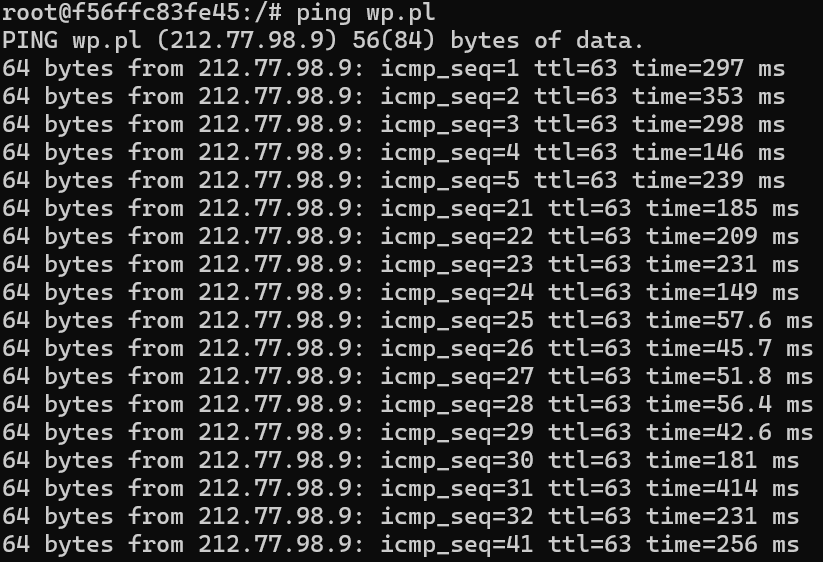 root@f56ffc83fe45:/# ping wp.pl
PING wp.pl (212.77.98.9) 56(84) bytes of data.
64 bytes from 212.77.98.9: icmp_seq=1 ttl=63 time=297 ms
64 bytes from 212.77.98.9: icmp_seq=2 ttl=63 time=353 ms
64 bytes from 212.77.98.9: icmp_seq=3 ttl=63 time=298 ms
64 bytes from 212.77.98.9: icmp_seq=4 ttl=63 time=146 ms
64 bytes from 212.77.98.9: icmp_seq=5 ttl=63 time=239 ms
64 bytes from 212.77.98.9: icmp_seq=21 ttl=63 time=185 ms
64 bytes from 212.77.98.9: icmp_seq=22 ttl=63 time=209 ms
64 bytes from 212.77.98.9: icmp_seq=23 ttl=63 time=231 ms
64 bytes from 212.77.98.9: icmp_seq=24 ttl=63 time=149 ms
64 bytes from 212.77.98.9: icmp_seq=25 ttl=63 time=57.6 ms
64 bytes from 212.77.98.9: icmp_seq=26 ttl=63 time=45.7 ms
64 bytes from 212.77.98.9: icmp_seq=27 ttl=63 time=51.8 ms
64 bytes from 212.77.98.9: icmp_seq=28 ttl=63 time=56.4 ms
64 bytes from 212.77.98.9: icmp_seq=29 ttl=63 time=42.6 ms
64 bytes from 212.77.98.9: icmp_seq=30 ttl=63 time=181 ms
64 bytes from 212.77.98.9: icmp_seq=31 ttl=63 time=414 ms
64 bytes from 212.77.98.9: icmp_seq=32 ttl=63 time=231 ms
64 bytes from 212.77.98.9: icmp_seq=41 ttl=63 time=256 ms